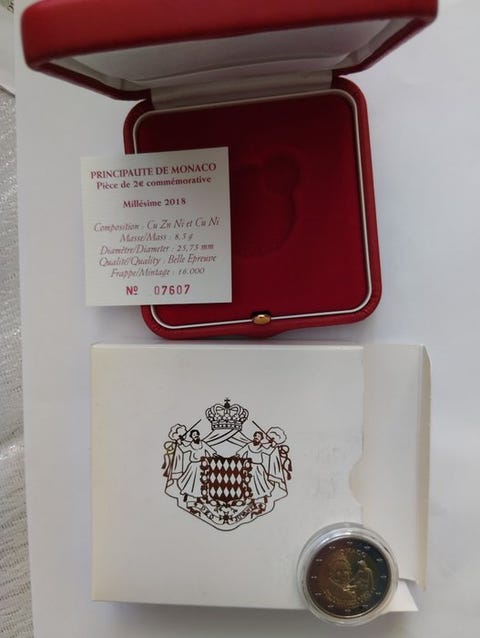 PRINCIPAUTE DE MONACO
Pièce de 2€ commémorative
Millésime 2018
Composition : Cu Zn Ni et Cu Ni
Masse/Mass : 8,5 g
Diamètre/Diameter : 25,75 mm
Qualité/Quality : Belle Epreuve
Frappe/Mintage : 16.000
Nº 07607
MONACO